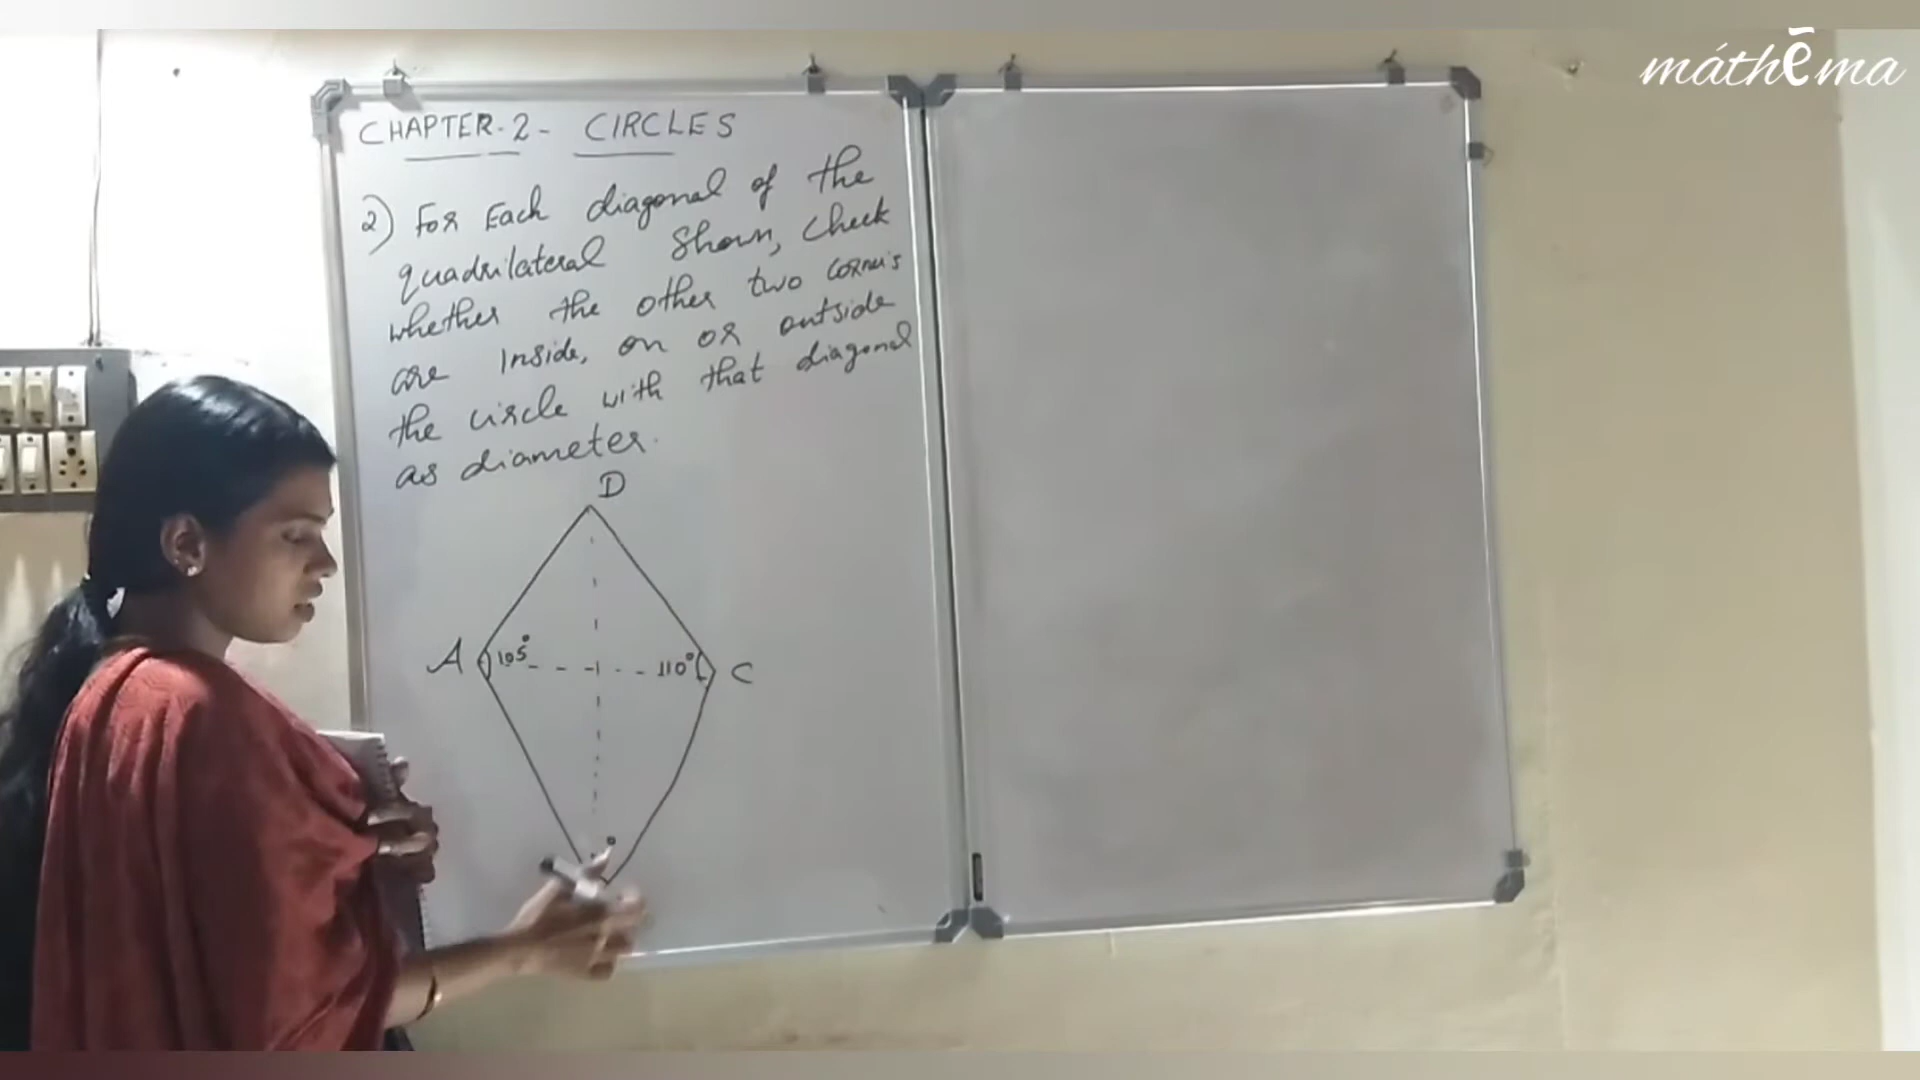 máthēma
CHAPTER-2- CIRCLES
2) For Each diagonal of the
quadrilateral Shown, Check
whether the other two corners
are Inside, on or outside
the circle with that diagonal
as diameter.
D
A 105° 110° C